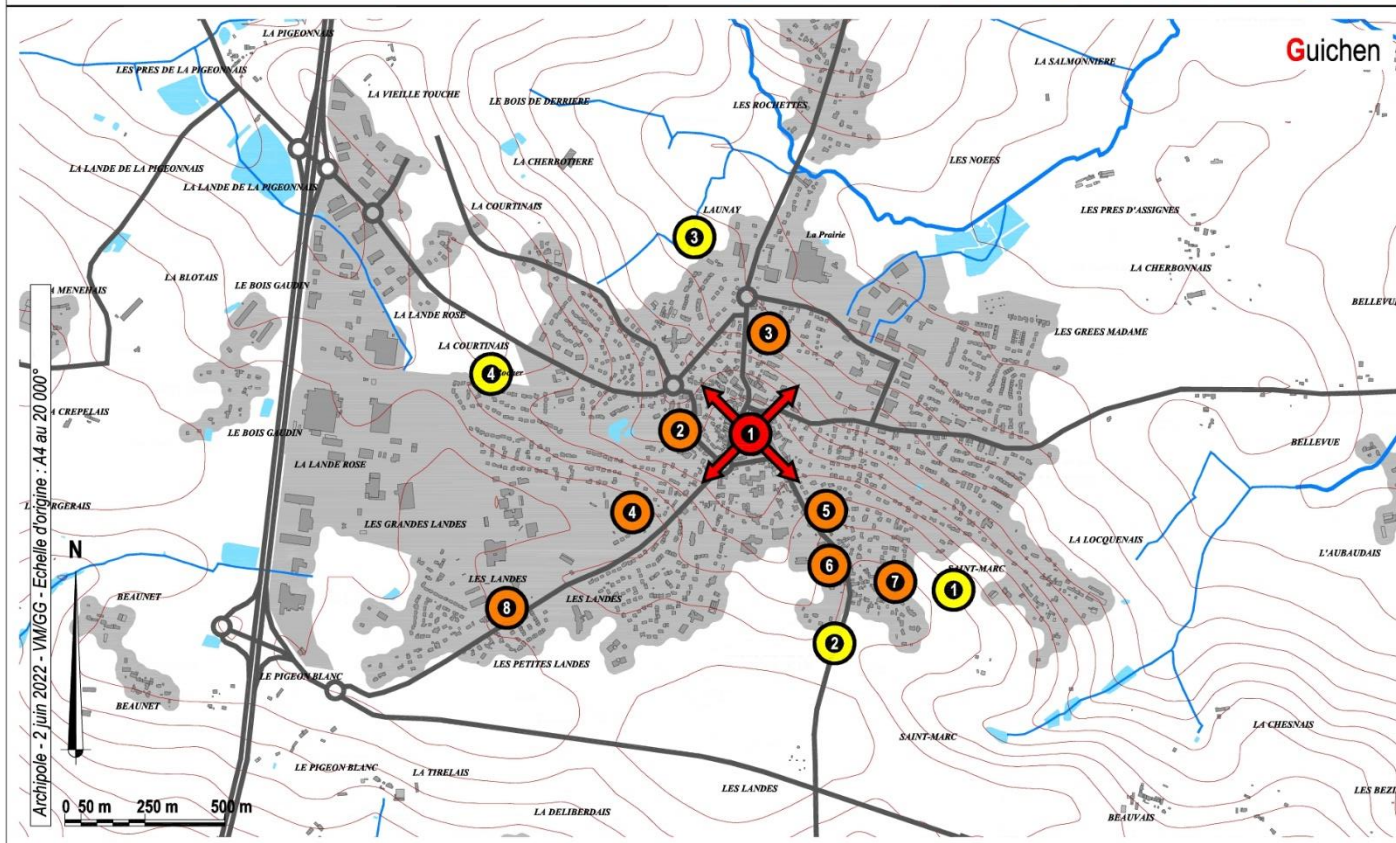 LA PIGEONNAIS
Guichen
LES PRES DE LA PIGEONNAIS
LA SALMONNIERE
LA VIEILLE TOUCHE
LE BOIS DE DERRIERE
LES ROCHETTES
LA LANDE DE LA PIGEONNAIS
LA CHERBOTIERE
LES NOEES
LA LANDE DE LA PIGEONNAIS
LA COURTINAIS
LAUNAY
LES PRES D'ASSIGNES
3
La Prairie
LA BLOTAIS
LA CHERBONNAIS
A MENEHAIS
LE BOIS GAUDIN
BELLEVUE
LA LANDE ROSE
3
LES GREES MADAME
LA COURTINAIS
4
A CREPELAIS
LE BOIS GAUDIN
2
1
BELLEVUE
LA LANDE ROSE
LES GRANDES LANDES
4
5
LA LOCQUENAIS
L'AUBAUDAIS
N
6
SAINT-MARC
BEAUNET
LES LANDES
7
1
8
LES LANDES
2
LES PETITES LANDES
LE PIGEON BLANC
BEAUNET
LA CHESNAIS
SAINT-MARC
LE PIGEON BLANC
LA TIRELAIS
LES LANDES
0 50 m 250 m 500 m
LA DELIBERDAIS
BEAUVAIS
Archipole - 2 juin 2022 - VM/GG - Echelle d'origine : A4 au 20 000°